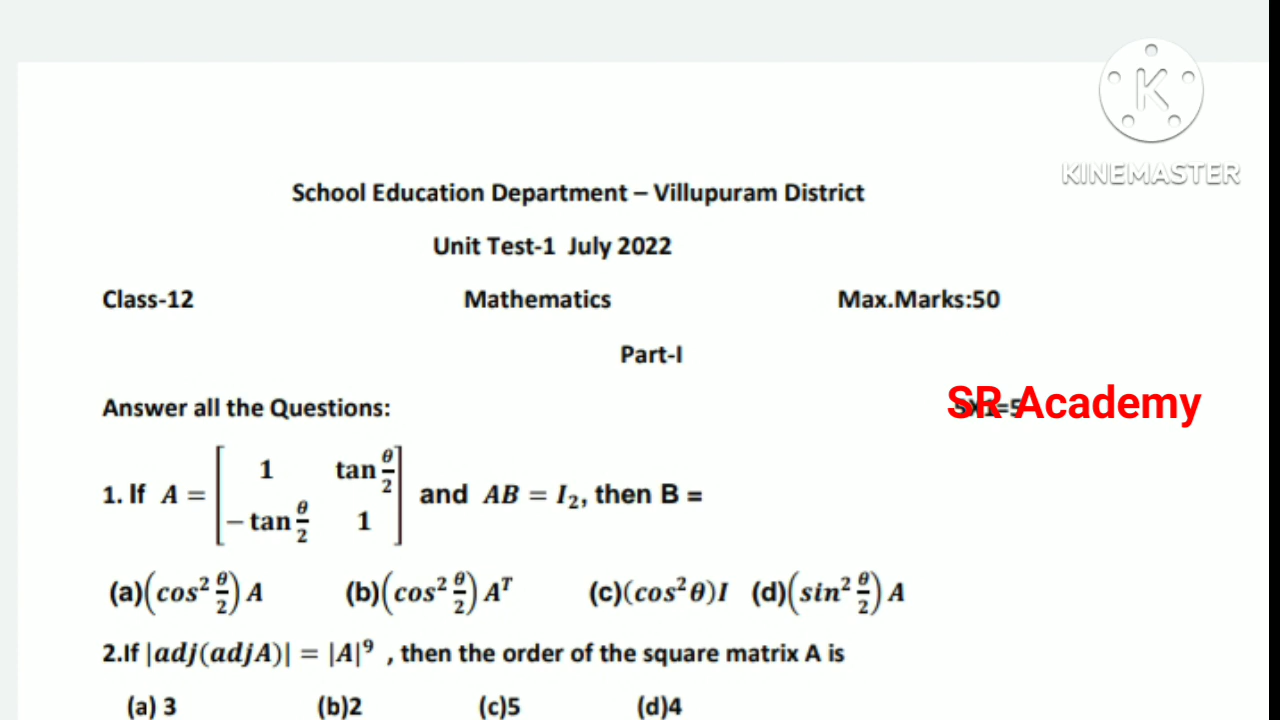 K
KINEMASTER
School Education Department – Villupuram District
Unit Test-1 July 2022
Class-12 Mathematics Max.Marks:50
Part-I
Answer all the Questions: SR Academy
1. If A = [ 1 tan θ/2 ; − tan θ/2 1 ] and AB = I₂, then B =
(a)(cos² θ/2) A (b)(cos² θ/2) Aᵀ (c)(cos²θ)I (d)(sin² θ/2) A
2.If |adj(adjA)| = |A|⁹ , then the order of the square matrix A is
(a) 3 (b)2 (c)5 (d)4